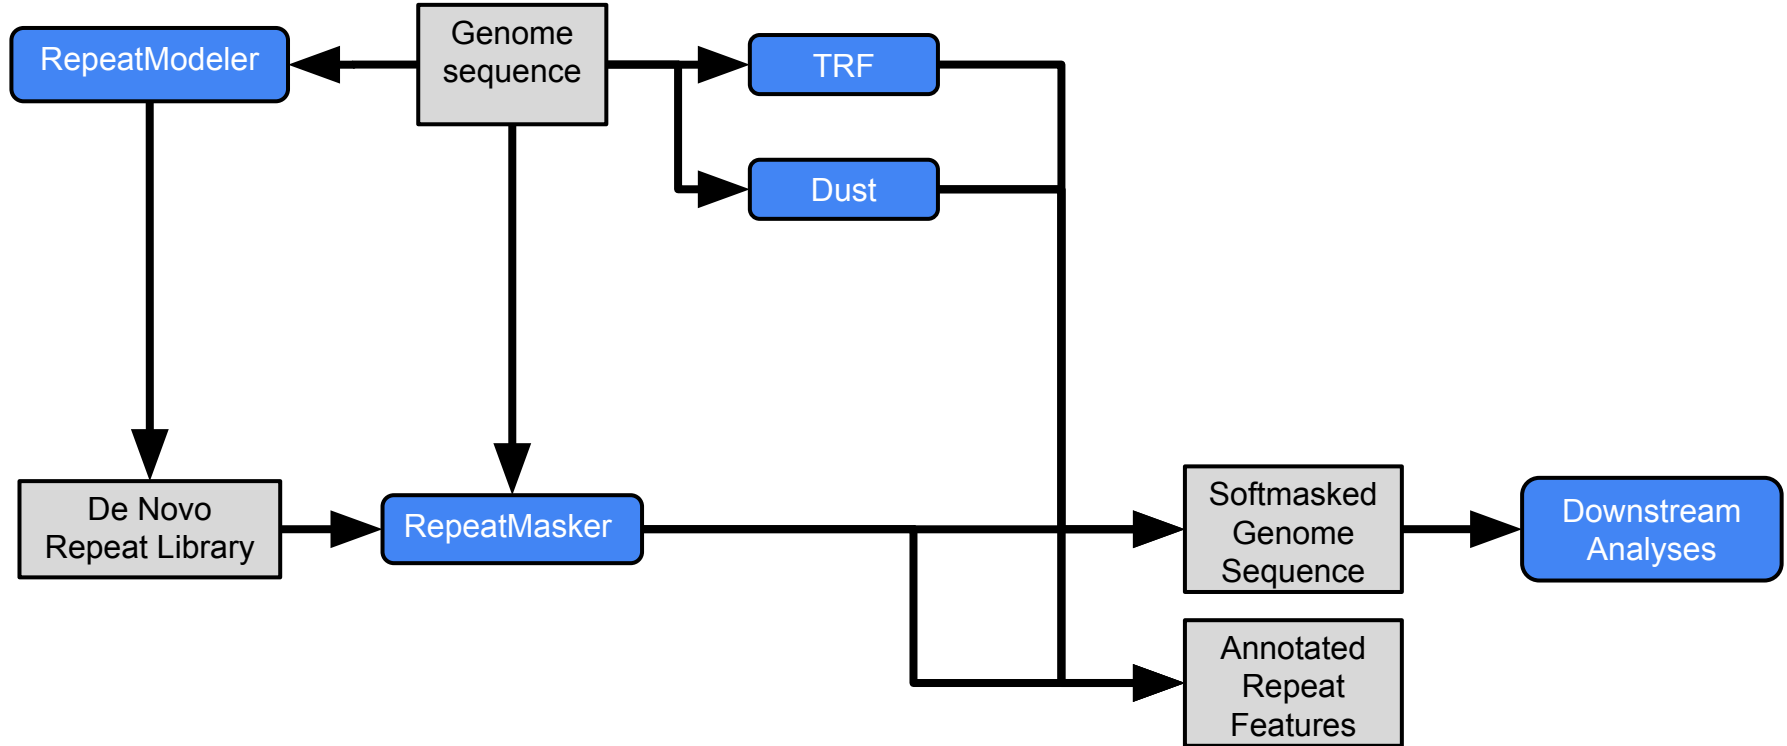 RepeatModeler
Genome
sequence
TRF
Dust
De Novo
Repeat Library
RepeatMasker
Softmasked
Genome
Sequence
Downstream
Analyses
Annotated
Repeat
Features